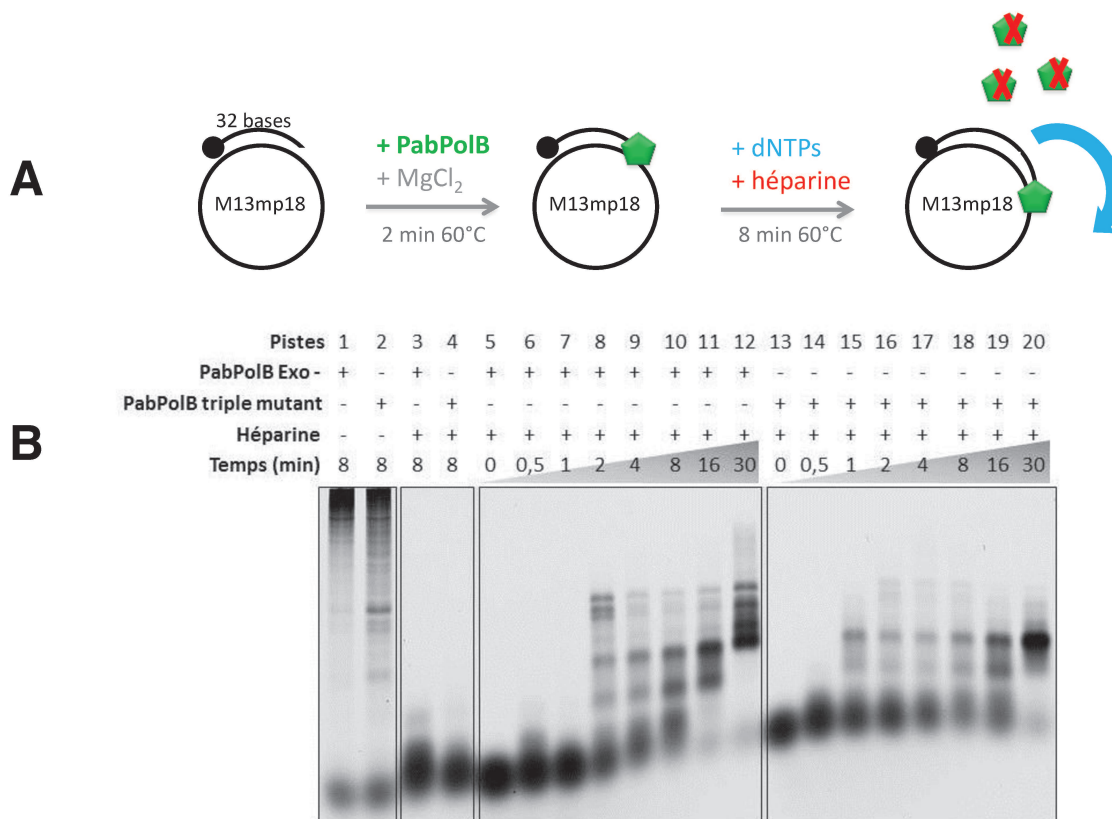 A
32 bases
M13mp18
+ PabPolB
+ MgCl2
2 min 60°C
M13mp18
+ dNTPs
+ héparine
8 min 60°C
M13mp18
B
Pistes 1 2 3 4 5 6 7 8 9 10 11 12 13 14 15 16 17 18 19 20
PabPolB Exo - + - + - + + + + + + + + - - - - - - - -
PabPolB triple mutant - + - + - - - - - - - - + + + + + + + +
Héparine - - + + + + + + + + + + + + + + + + + +
Temps (min) 8 8 8 8 0 0,5 1 2 4 8 16 30 0 0,5 1 2 4 8 16 30